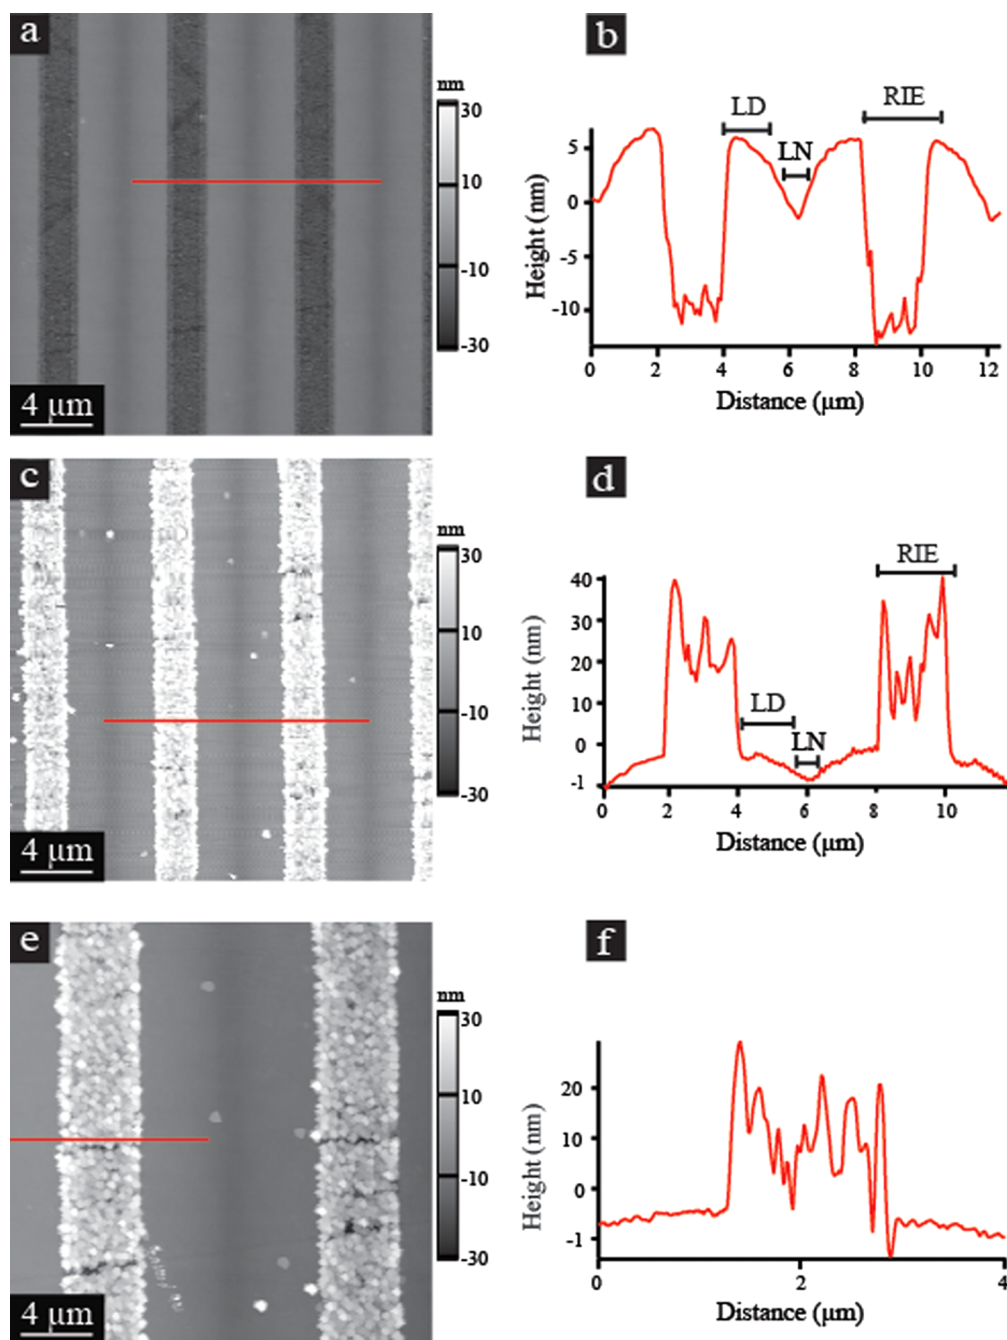 a
nm
30
10
-10
-30
4 μm
b
LD
LN
RIE
Height (nm)
5
0
-5
-10
0 2 4 6 8 10 12
Distance (μm)
c
nm
30
10
-10
-30
4 μm
d
RIE
LD
LN
Height (nm)
40
30
20
10
0
-1
0 2 4 6 8 10
Distance (μm)
e
nm
30
10
-10
-30
4 μm
f
Height (nm)
20
10
0
-1
0 2 4
Distance (μm)